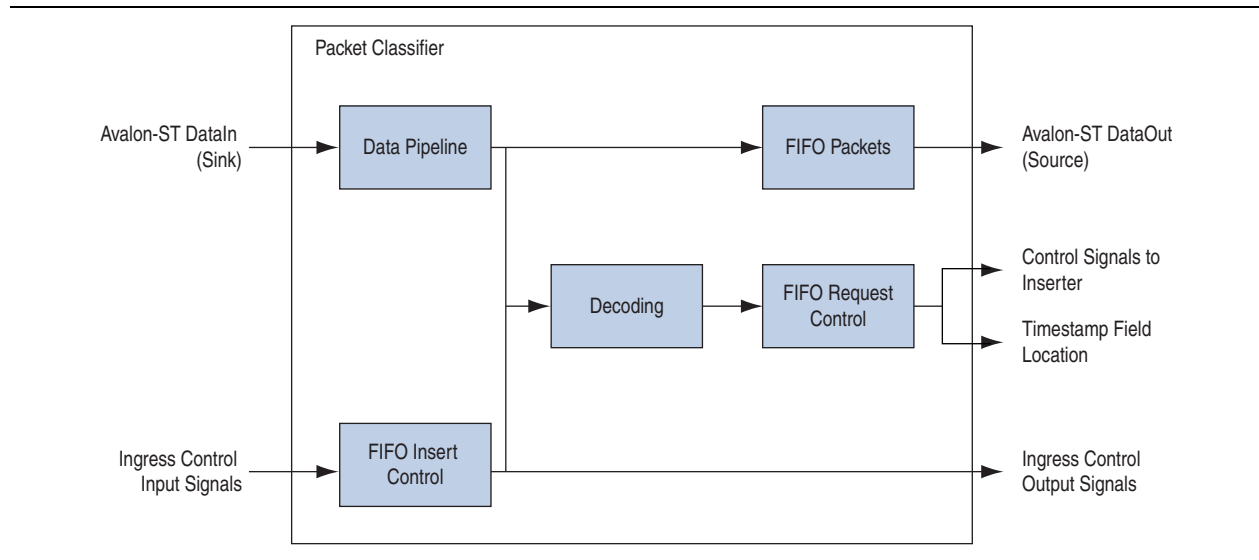 Packet Classifier
Avalon-ST DataIn
(Sink)
Data Pipeline
FIFO Packets
Avalon-ST DataOut
(Source)
Decoding
FIFO Request
Control
Control Signals to
Inserter
Timestamp Field
Location
Ingress Control
Input Signals
FIFO Insert
Control
Ingress Control
Output Signals